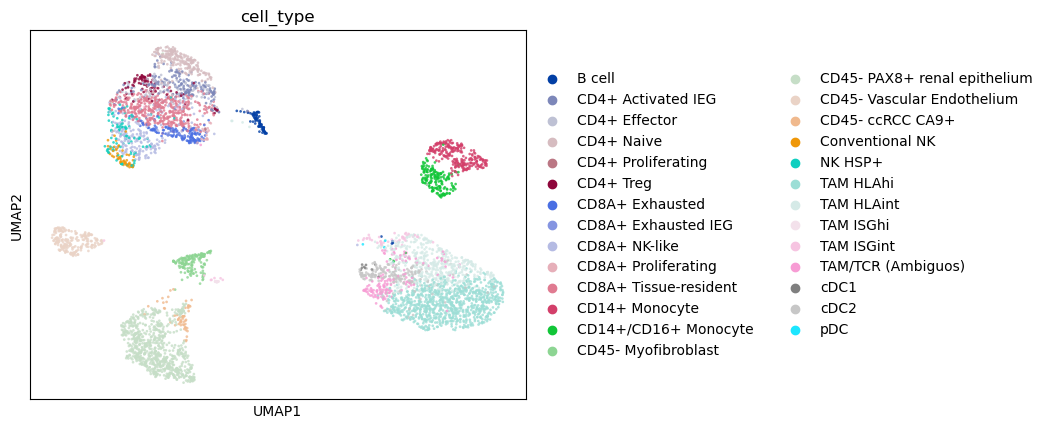 cell_type
UMAP2
UMAP1
B cell
CD4+ Activated IEG
CD4+ Effector
CD4+ Naive
CD4+ Proliferating
CD4+ Treg
CD8A+ Exhausted
CD8A+ Exhausted IEG
CD8A+ NK-like
CD8A+ Proliferating
CD8A+ Tissue-resident
CD14+ Monocyte
CD14+/CD16+ Monocyte
CD45- Myofibroblast
CD45- PAX8+ renal epithelium
CD45- Vascular Endothelium
CD45- ccRCC CA9+
Conventional NK
NK HSP+
TAM HLAhi
TAM HLAint
TAM ISGhi
TAM ISGint
TAM/TCR (Ambiguos)
cDC1
cDC2
pDC